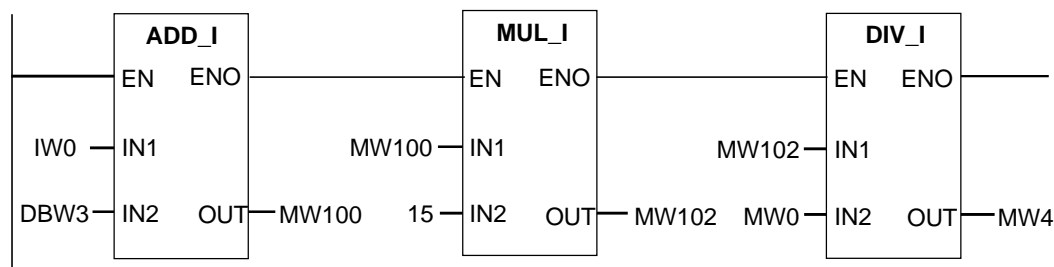 ADD_I MUL_I DIV_I
EN ENO EN ENO EN ENO
IW0 IN1 MW100 IN1 MW102 IN1
DBW3 IN2 OUT MW100 15 IN2 OUT MW102 MW0 IN2 OUT MW4